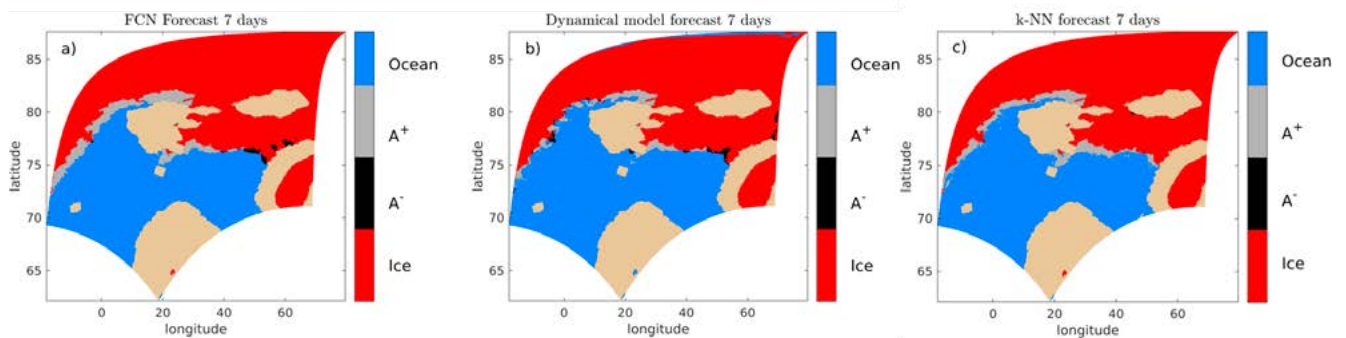 FCN Forecast 7 days
a)
85
80
75
70
65
latitude
0
20
40
60
longitude
Ocean
A⁺
A⁻
Ice
Dynamical model forecast 7 days
b)
85
80
75
70
65
latitude
0
20
40
60
longitude
Ocean
A⁺
A⁻
Ice
k-NN forecast 7 days
c)
85
80
75
70
65
latitude
0
20
40
60
longitude
Ocean
A⁺
A⁻
Ice